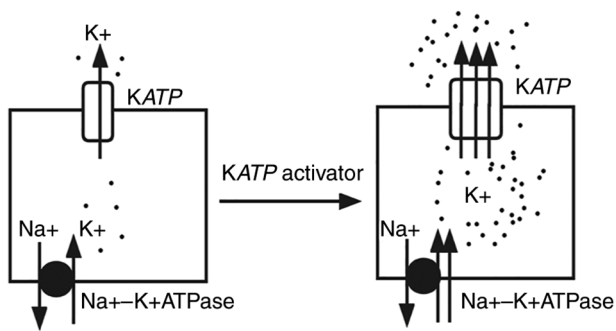 K+
KATP
Na+
K+
Na+–K+ATPase
KATP activator
KATP
K+
Na+
Na+–K+ATPase